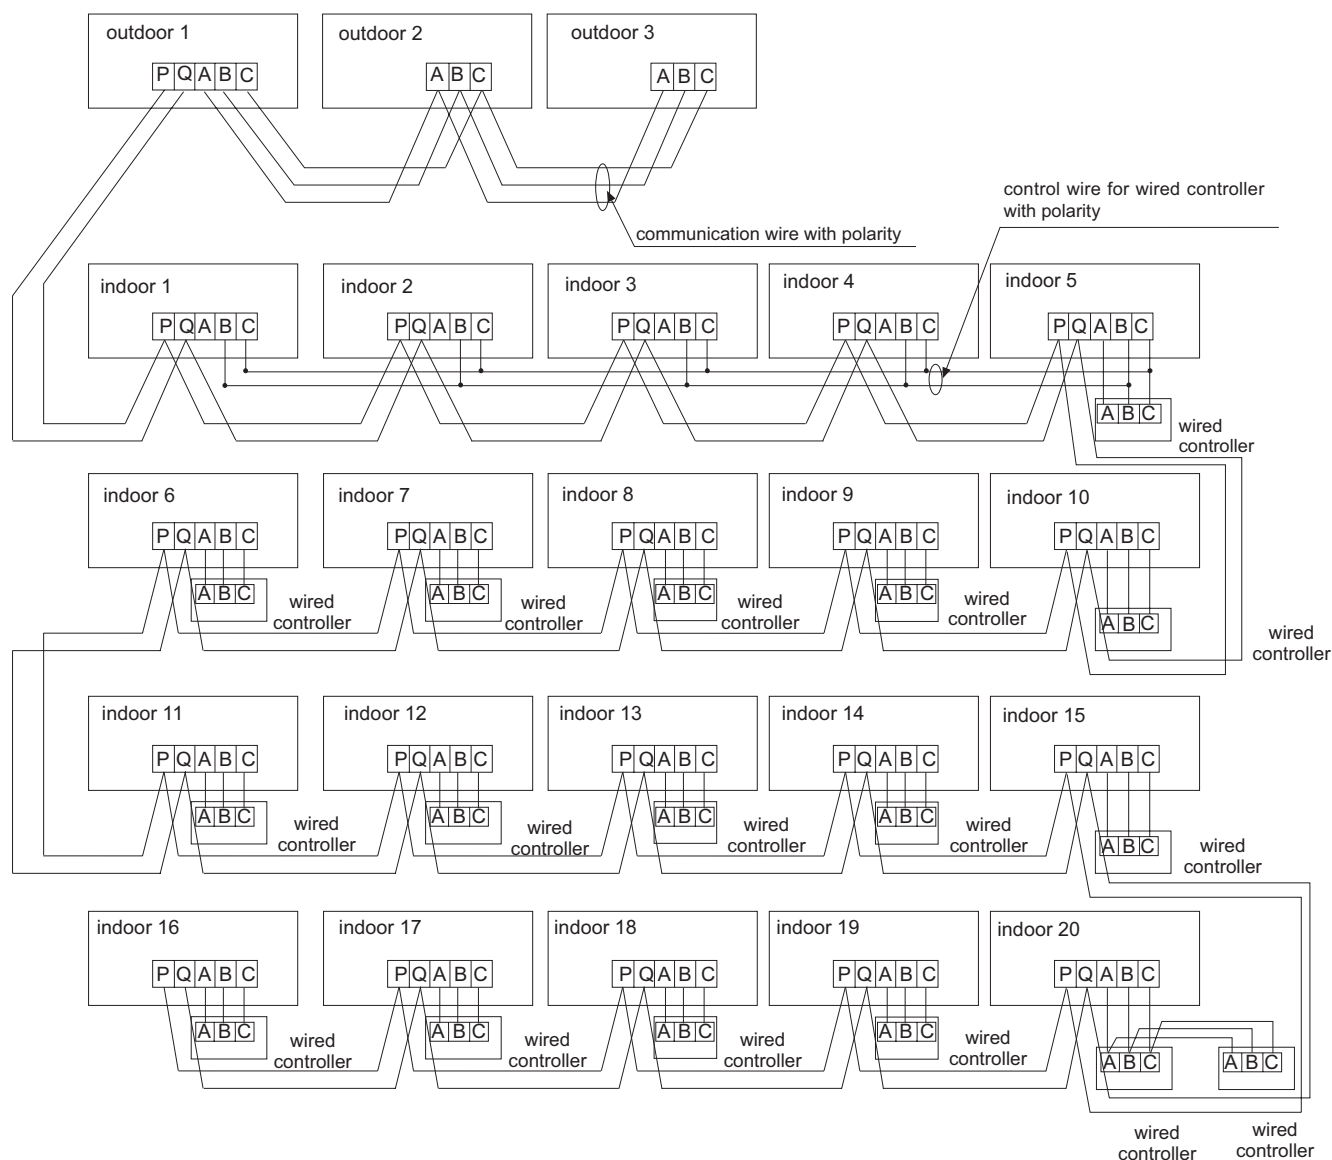 outdoor 1
outdoor 2
outdoor 3
P Q A B C
A B C
A B C
control wire for wired controller
with polarity
communication wire with polarity
indoor 1
indoor 2
indoor 3
indoor 4
indoor 5
P Q A B C
P Q A B C
P Q A B C
P Q A B C
P Q A B C
A B C
wired
controller
indoor 6
indoor 7
indoor 8
indoor 9
indoor 10
P Q A B C
P Q A B C
P Q A B C
P Q A B C
P Q A B C
A B C
wired
controller
A B C
wired
controller
A B C
wired
controller
A B C
wired
controller
A B C
wired
controller
indoor 11
indoor 12
indoor 13
indoor 14
indoor 15
P Q A B C
P Q A B C
P Q A B C
P Q A B C
P Q A B C
A B C
wired
controller
A B C
wired
controller
A B C
wired
controller
A B C
wired
controller
A B C
wired
controller
indoor 16
indoor 17
indoor 18
indoor 19
indoor 20
P Q A B C
P Q A B C
P Q A B C
P Q A B C
P Q A B C
A B C
wired
controller
A B C
wired
controller
A B C
wired
controller
A B C
wired
controller
A B C
A B C
wired
controller
wired
controller